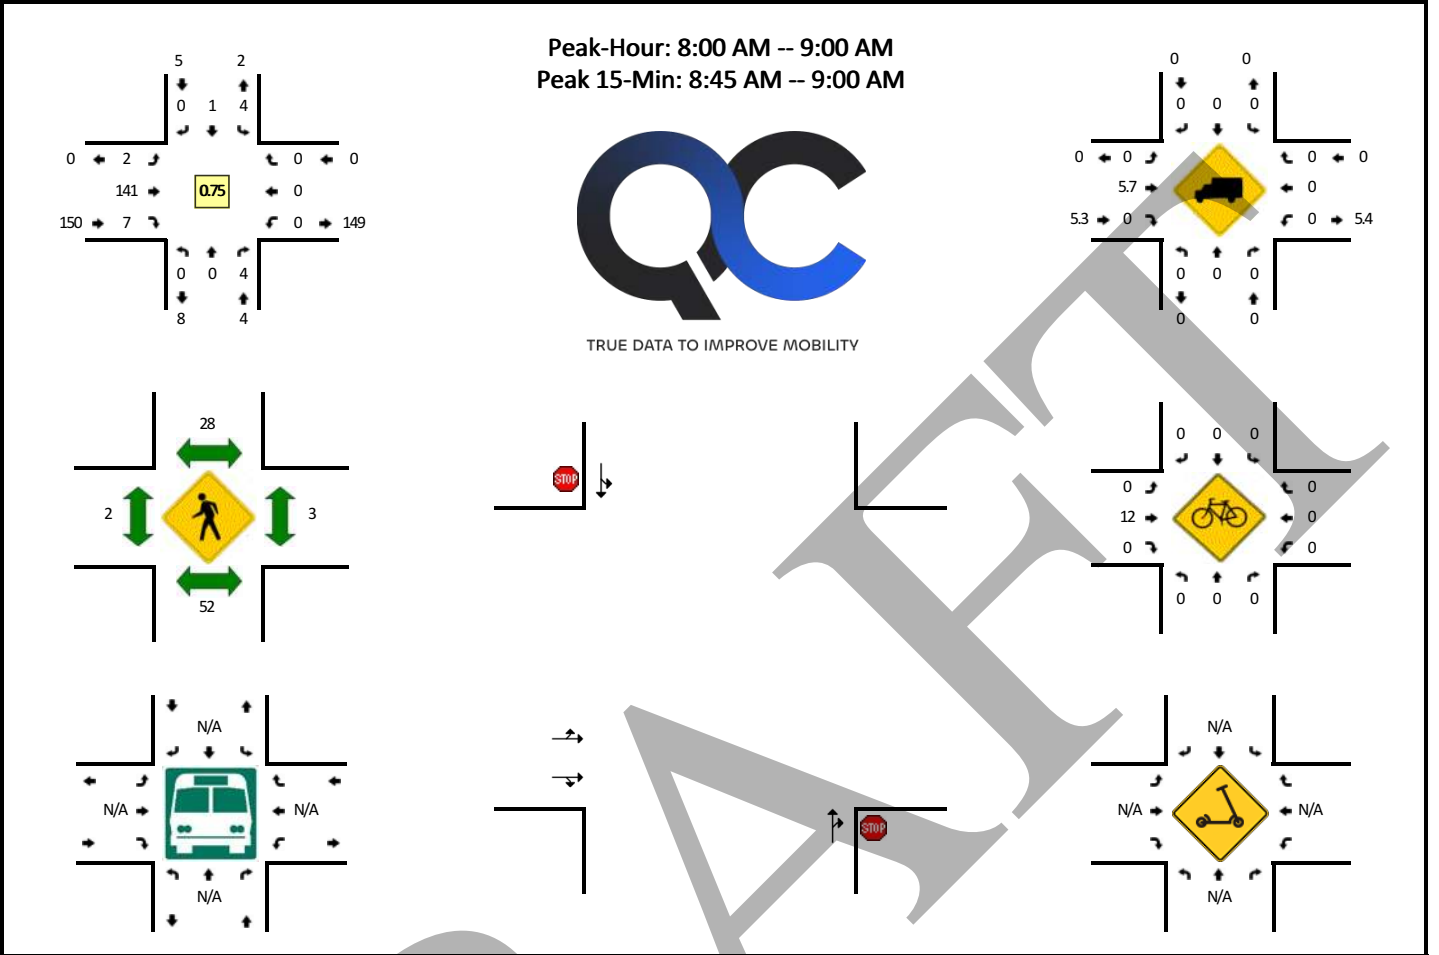 Peak-Hour: 8:00 AM -- 9:00 AM
Peak 15-Min: 8:45 AM -- 9:00 AM
5 2
0 1 4
0 2 0 0
141 0.75 0
150 7 0 149
0 0 4
8 4
QC
TRUE DATA TO IMPROVE MOBILITY
0 0
0 0 0
0 0 0 0
5.7 0
5.3 0 0 5.4
0 0 0
0 0
28
2 3
52
STOP
STOP
0 0 0
0 0
12 0
0 0
0 0 0
N/A
N/A N/A
N/A
N/A
N/A N/A
N/A
DRAFT